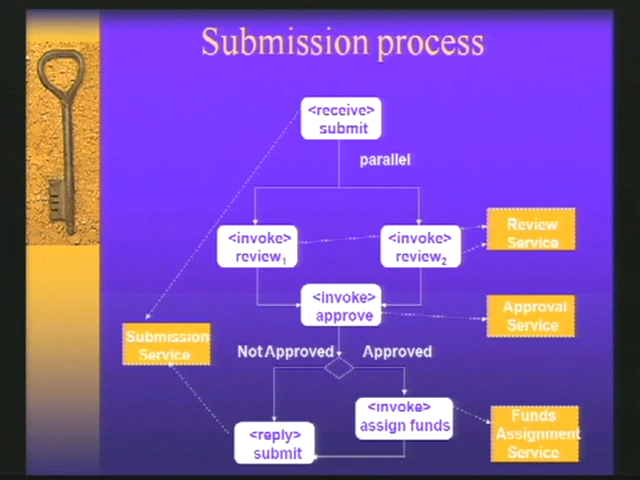 Submission process
<receive>
submit
parallel
<invoke>
review1
<invoke>
review2
Review
Service
<invoke>
approve
Approval
Service
Submission
Service
Not Approved
Approved
<invoke>
assign funds
Funds
Assignment
Service
<reply>
submit